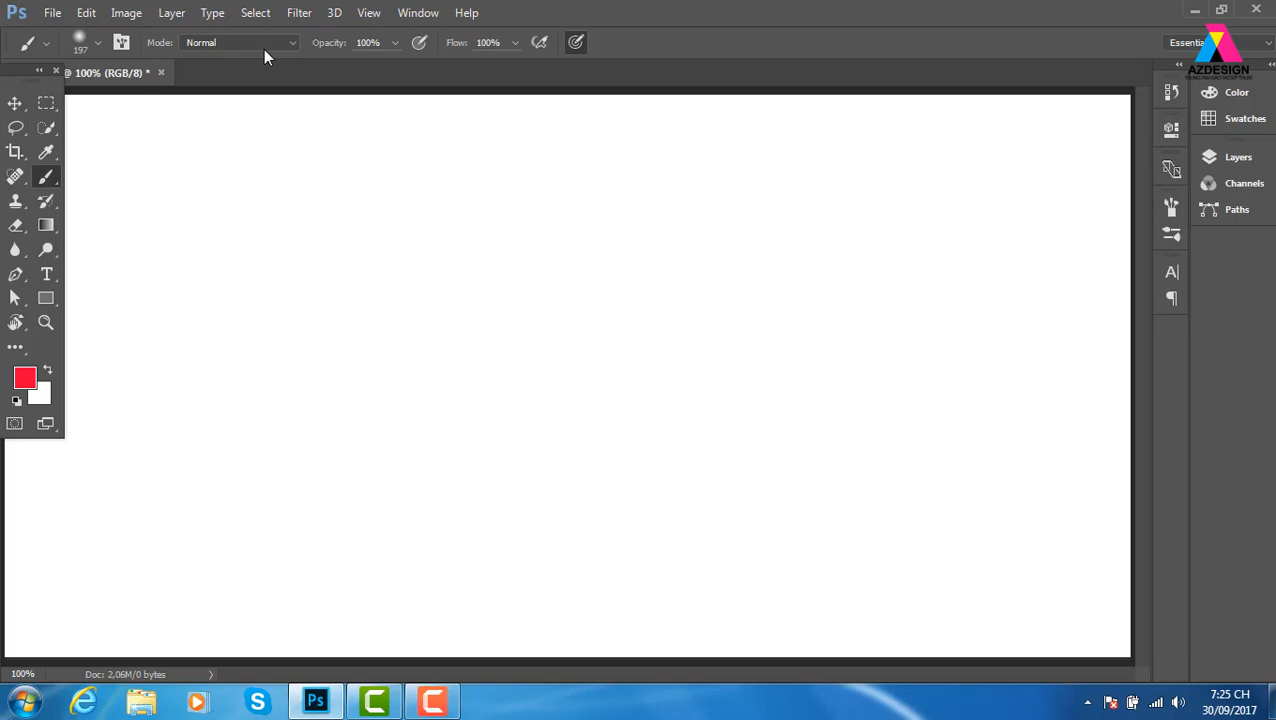 Ps File Edit Image Layer Type Select Filter 3D View Window Help
197 Mode: Normal Opacity: 100% Flow: 100% Essentia
AZDESIGN
@ 100% (RGB/8) *
Color
Swatches
Layers
Channels
Paths
T
A
100% Doc: 2,06M/0 bytes
S Ps C C
7:25 CH
30/09/2017